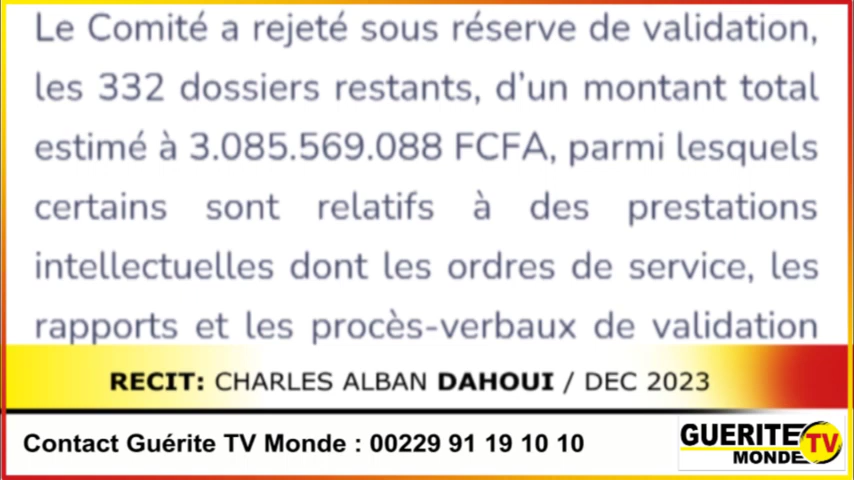 Le Comité a rejeté sous réserve de validation,
les 332 dossiers restants, d'un montant total
estimé à 3.085.569.088 FCFA, parmi lesquels
certains sont relatifs à des prestations
intellectuelles dont les ordres de service, les
rapports et les procès-verbaux de validation
RECIT: CHARLES ALBAN DAHOUI / DEC 2023
Contact Guérite TV Monde : 00229 91 19 10 10
GUERITE TV
MONDE